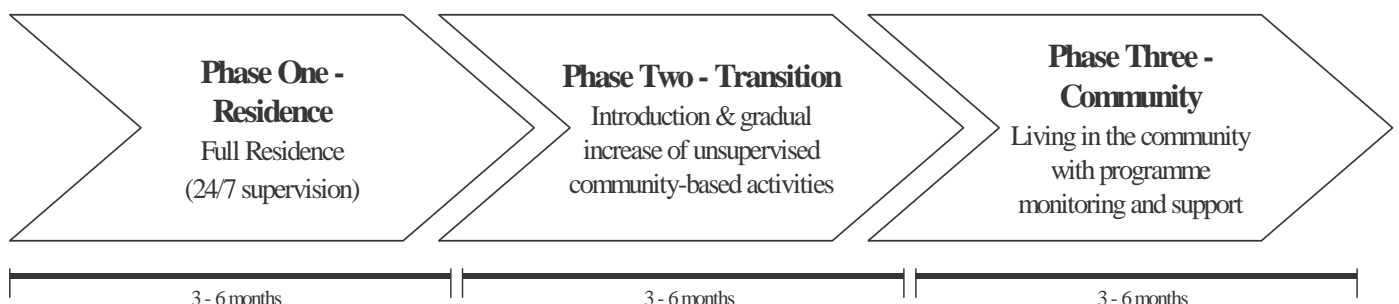 Phase One -
Residence
Full Residence
(24/7 supervision)
Phase Two - Transition
Introduction & gradual
increase of unsupervised
community-based activities
Phase Three -
Community
Living in the community
with programme
monitoring and support
3 - 6 months
3 - 6 months
3 - 6 months